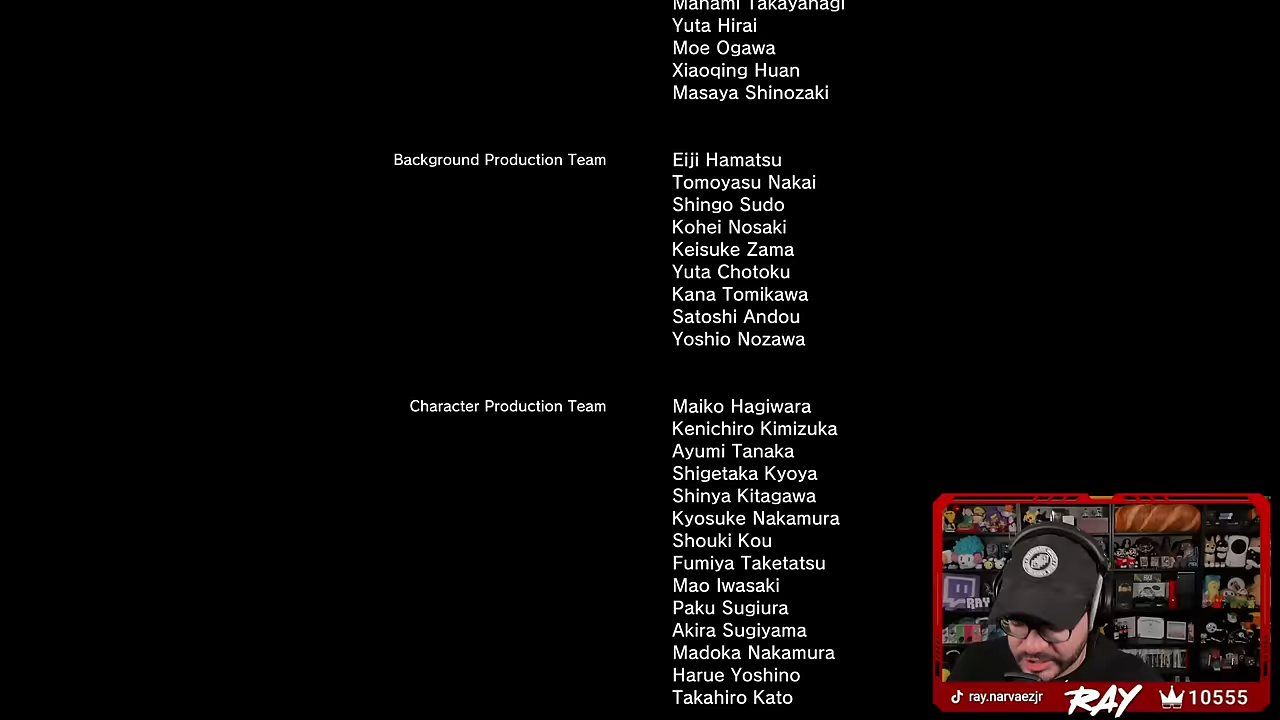 Manami Takayanagi
Yuta Hirai
Moe Ogawa
Xiaoqing Huan
Masaya Shinozaki
Background Production Team
Eiji Hamatsu
Tomoyasu Nakai
Shingo Sudo
Kohei Nosaki
Keisuke Zama
Yuta Chotoku
Kana Tomikawa
Satoshi Andou
Yoshio Nozawa
Character Production Team
Maiko Hagiwara
Kenichiro Kimizuka
Ayumi Tanaka
Shigetaka Kyoya
Shinya Kitagawa
Kyosuke Nakamura
Shouki Kou
Fumiya Taketatsu
Mao Iwasaki
Paku Sugiura
Akira Sugiyama
Madoka Nakamura
Harue Yoshino
Takahiro Kato
RAY
ray.narvaezjr
RAY
10555